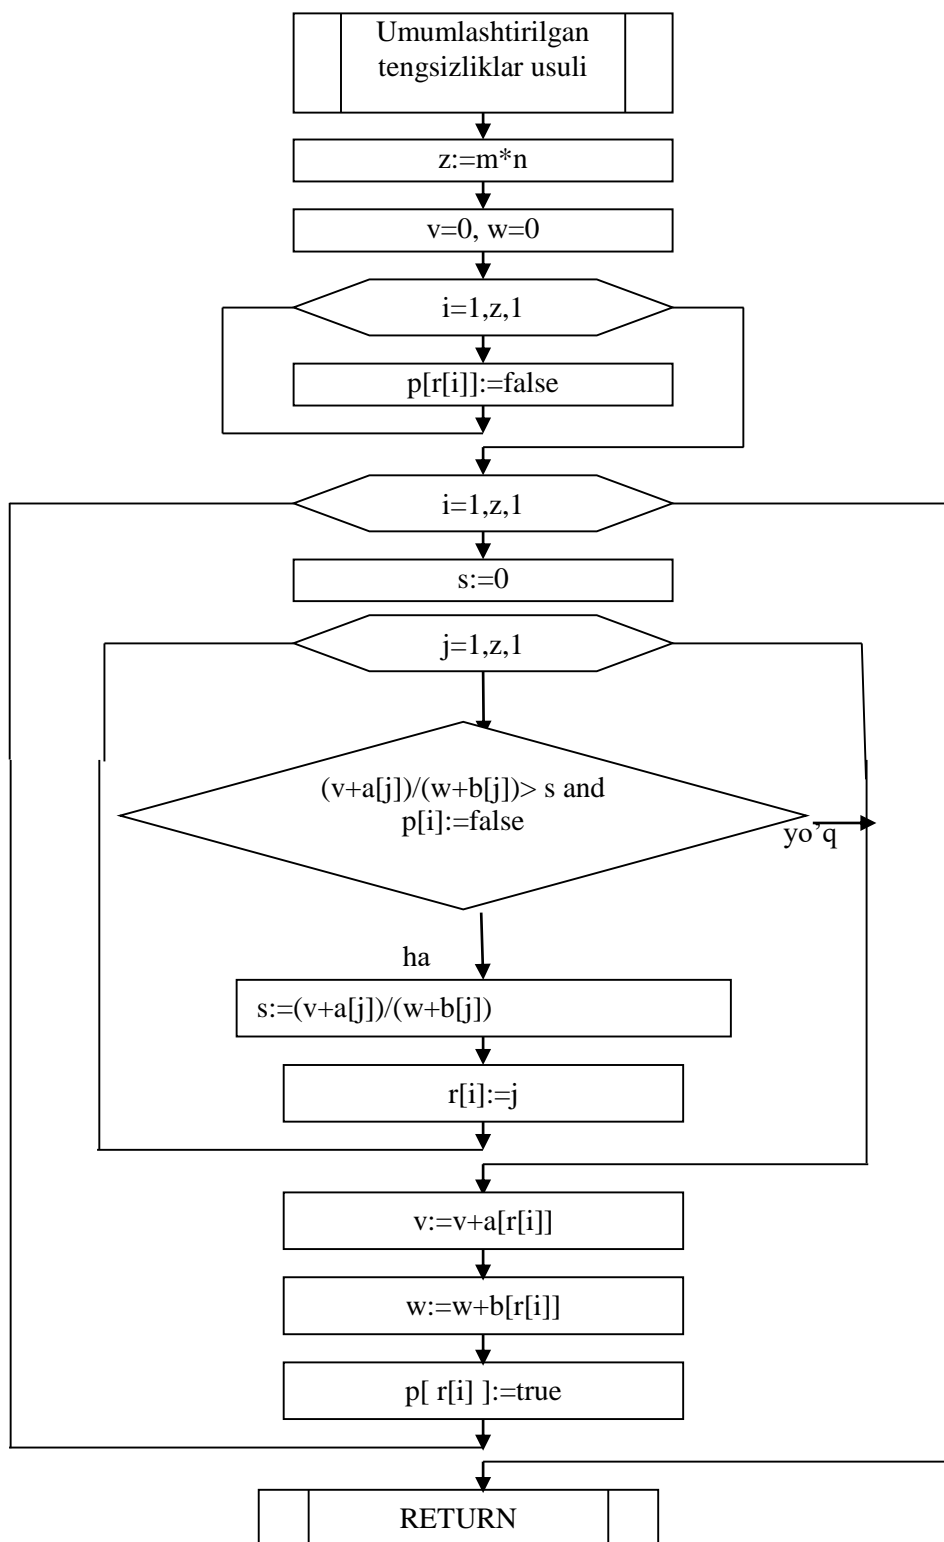 Umumlashtirilgan
tengsizliklar usuli
z:=m*n
v=0, w=0
i=1,z,1
p[r[i]]:=false
i=1,z,1
s:=0
j=1,z,1
(v+a[j])/(w+b[j])> s and
p[i]:=false
yo’q
ha
s:=(v+a[j])/(w+b[j])
r[i]:=j
v:=v+a[r[i]]
w:=w+b[r[i]]
p[ r[i] ]:=true
RETURN